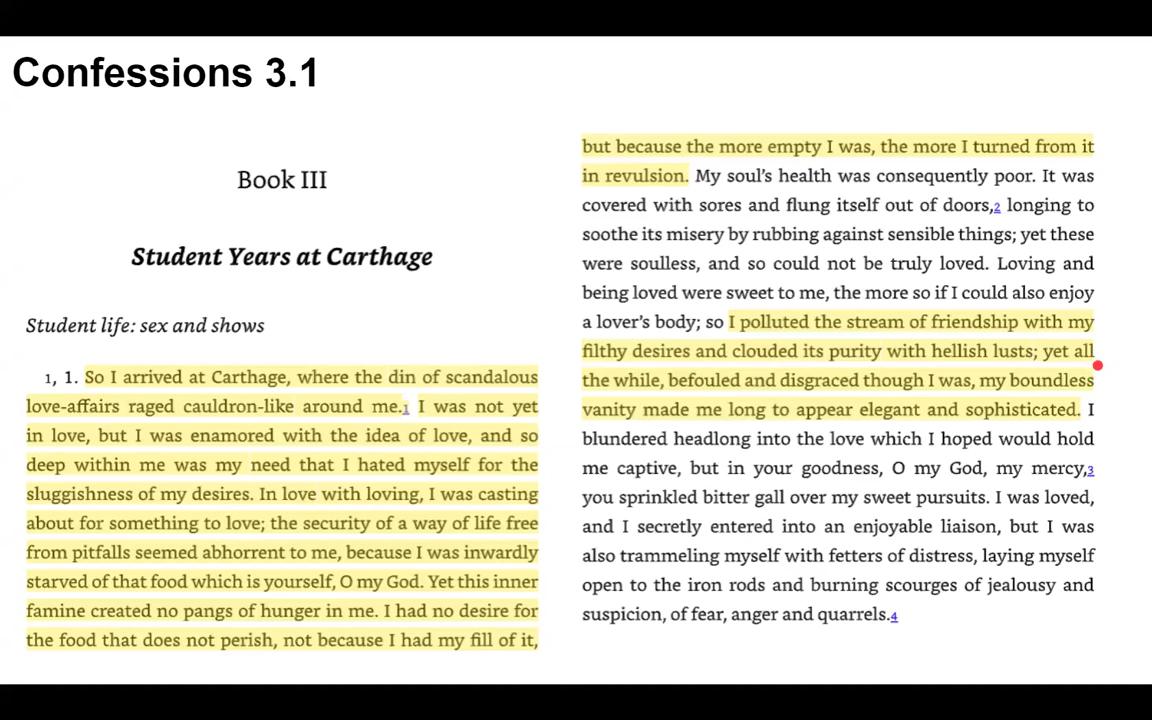 Confessions 3.1
Book III
Student Years at Carthage
Student life: sex and shows
1, 1. So I arrived at Carthage, where the din of scandalous
love-affairs raged cauldron-like around me.1 I was not yet
in love, but I was enamored with the idea of love, and so
deep within me was my need that I hated myself for the
sluggishness of my desires. In love with loving, I was casting
about for something to love; the security of a way of life free
from pitfalls seemed abhorrent to me, because I was inwardly
starved of that food which is yourself, O my God. Yet this inner
famine created no pangs of hunger in me. I had no desire for
the food that does not perish, not because I had my fill of it,
but because the more empty I was, the more I turned from it
in revulsion. My soul's health was consequently poor. It was
covered with sores and flung itself out of doors,2 longing to
soothe its misery by rubbing against sensible things; yet these
were soulless, and so could not be truly loved. Loving and
being loved were sweet to me, the more so if I could also enjoy
a lover's body; so I polluted the stream of friendship with my
filthy desires and clouded its purity with hellish lusts; yet all
the while, befouled and disgraced though I was, my boundless
vanity made me long to appear elegant and sophisticated. I
blundered headlong into the love which I hoped would hold
me captive, but in your goodness, O my God, my mercy,3
you sprinkled bitter gall over my sweet pursuits. I was loved,
and I secretly entered into an enjoyable liaison, but I was
also trammeling myself with fetters of distress, laying myself
open to the iron rods and burning scourges of jealousy and
suspicion, of fear, anger and quarrels.4